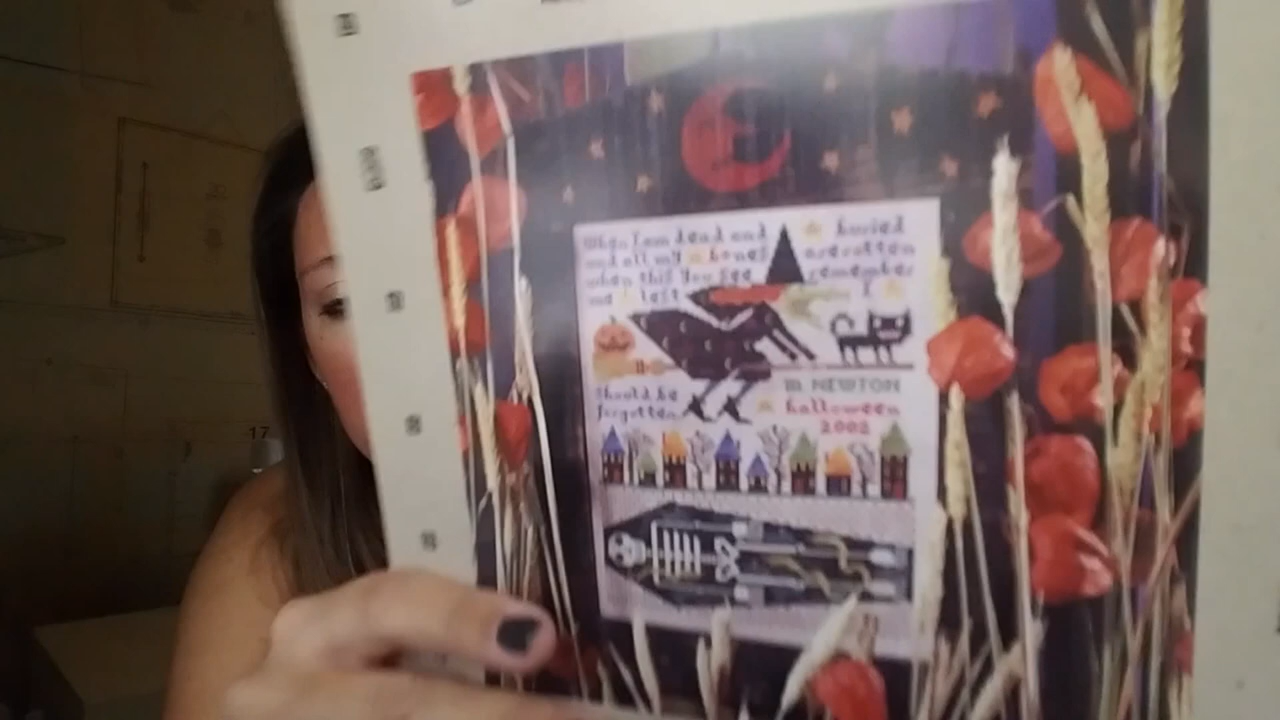 When I am dead and buried
and all my bones are rotten
when this you see remember
me lest I
should be
forgotten
m. NEWTON
halloween
2002
17